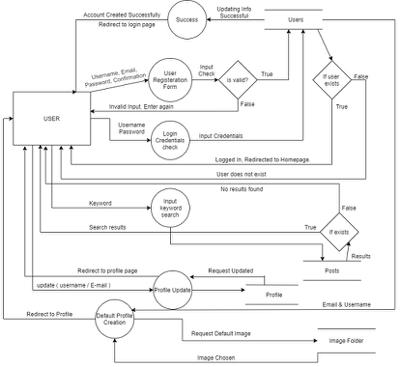 Account Created Successfully
Redirect to login page
Success
Updating Info
Successful
Users
Username, Email,
Password, Confirmation
User
Registration
Form
Input
Check
is valid?
True
False
If user
exists
False
True
Invalid Input, Enter again
USER
Username
Password
Login
Credentials
check
Input Credentials
Logged in, Redirected to Homepage.
User does not exist
No results found
Keyword
Input
keyword
search
False
True
If exists
Search results
Results
Posts
Redirect to profile page
Request Updated
update ( username / E-mail )
Profile Update
Profile
Email & Username
Redirect to Profile
Default Profile
Creation
Request Default Image
Image Folder
Image Chosen